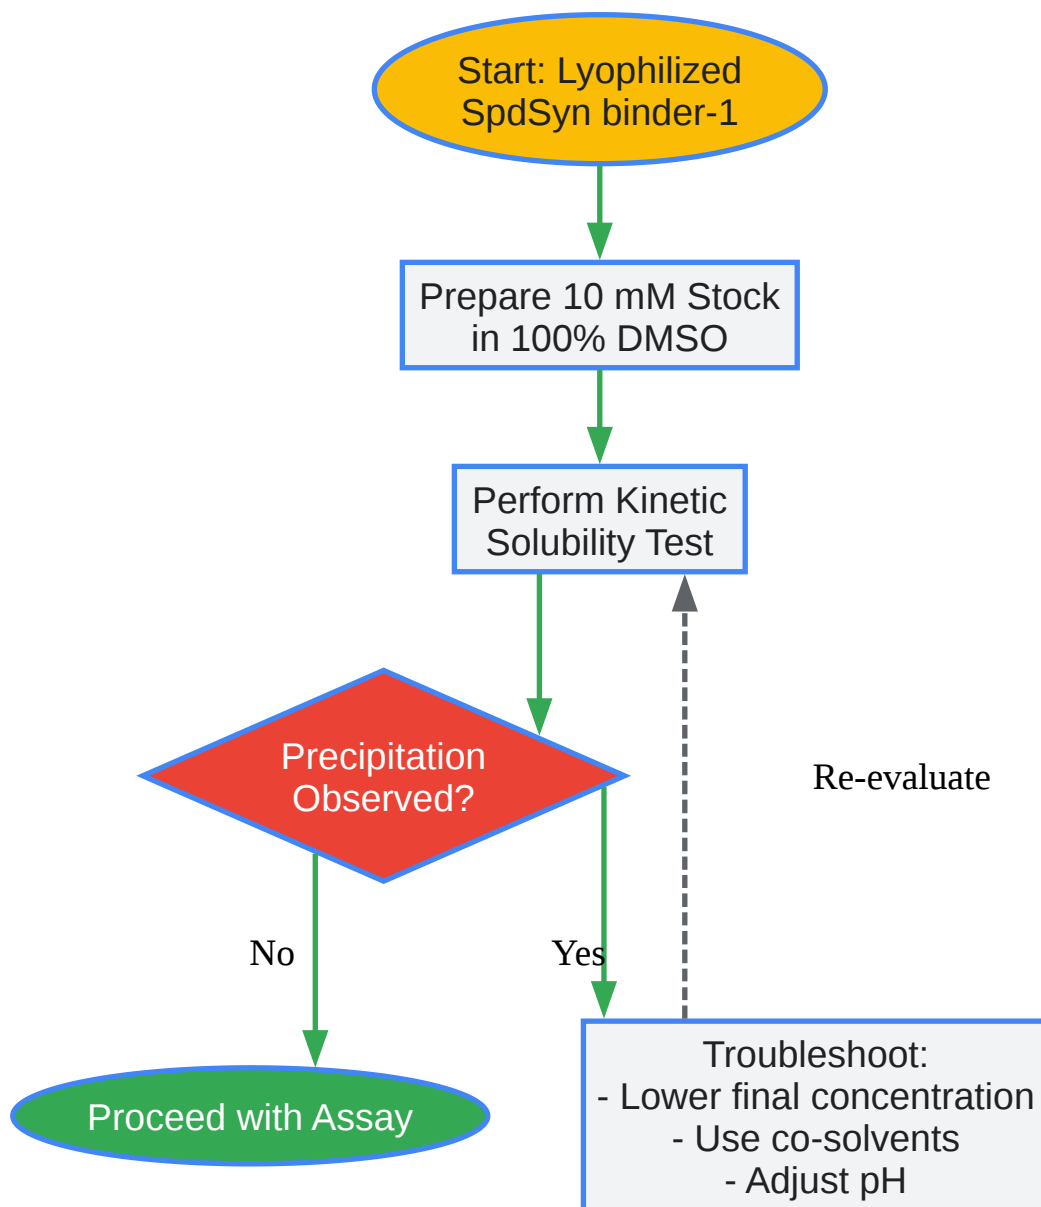 Start: Lyophilized
SpdSyn binder-1
Prepare 10 mM Stock
in 100% DMSO
Perform Kinetic
Solubility Test
Precipitation
Observed?
Re-evaluate
No
Yes
Proceed with Assay
Troubleshoot:
- Lower final concentration
- Use co-solvents
- Adjust pH